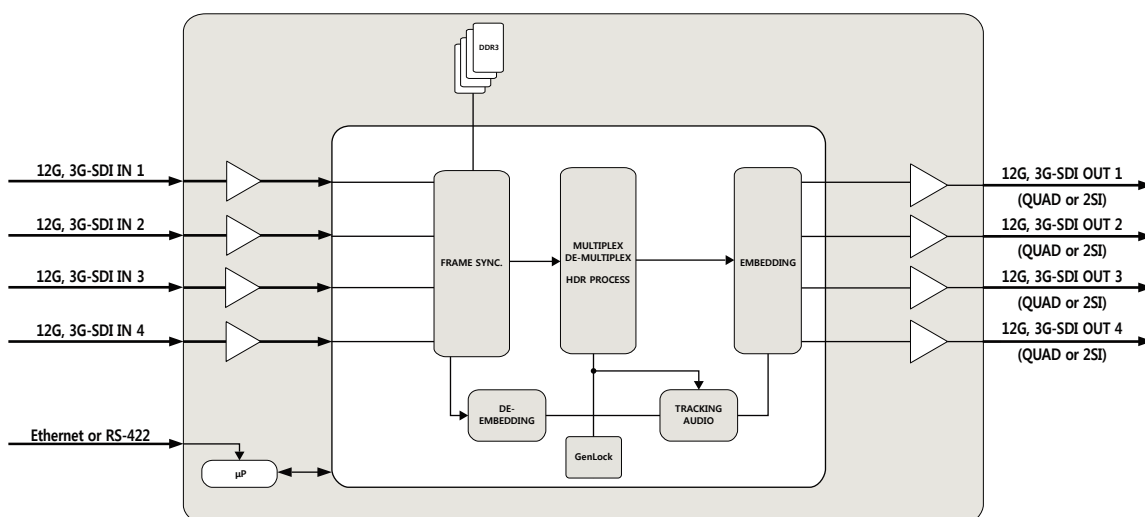 DDR3
12G, 3G-SDI IN 1
12G, 3G-SDI IN 2
12G, 3G-SDI IN 3
12G, 3G-SDI IN 4
Ethernet or RS-422
μP
FRAME SYNC.
MULTIPLEX
DE-MULTIPLEX
HDR PROCESS
EMBEDDING
DE-
EMBEDDING
TRACKING
AUDIO
GenLock
12G, 3G-SDI OUT 1
(QUAD or 2SI)
12G, 3G-SDI OUT 2
(QUAD or 2SI)
12G, 3G-SDI OUT 3
(QUAD or 2SI)
12G, 3G-SDI OUT 4
(QUAD or 2SI)